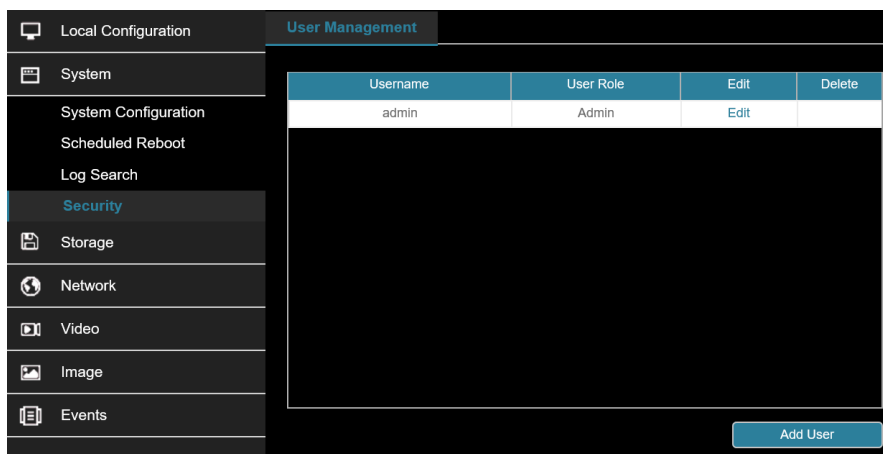 Local Configuration
System
System Configuration
Scheduled Reboot
Log Search
Security
Storage
Network
Video
Image
Events
User Management
Username User Role Edit Delete
admin Admin Edit
Add User